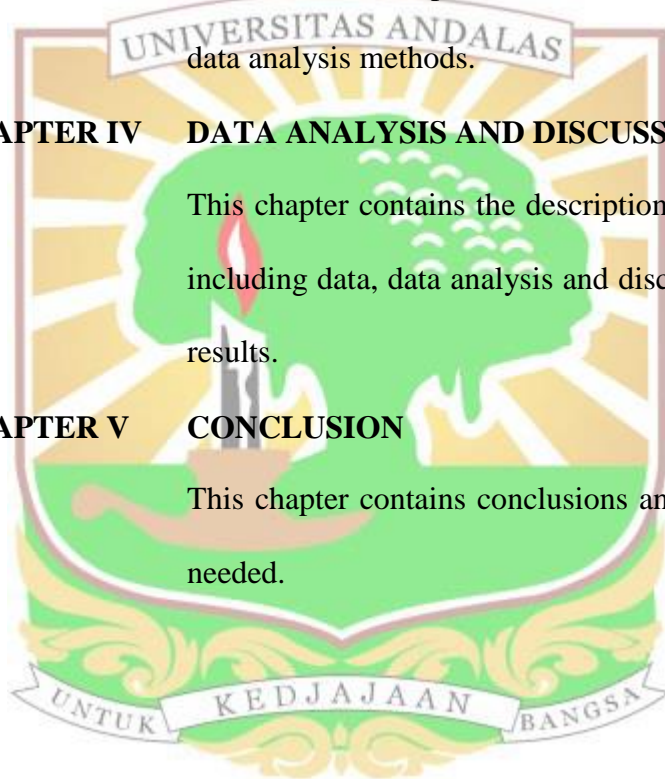 UNIVERSITAS ANDALAS
data analysis methods.
APTER IV DATA ANALYSIS AND DISCUSS
This chapter contains the description
including data, data analysis and disc
results.
APTER V CONCLUSION
This chapter contains conclusions an
needed.
UNTUK KEDJAJAAN BANGSA